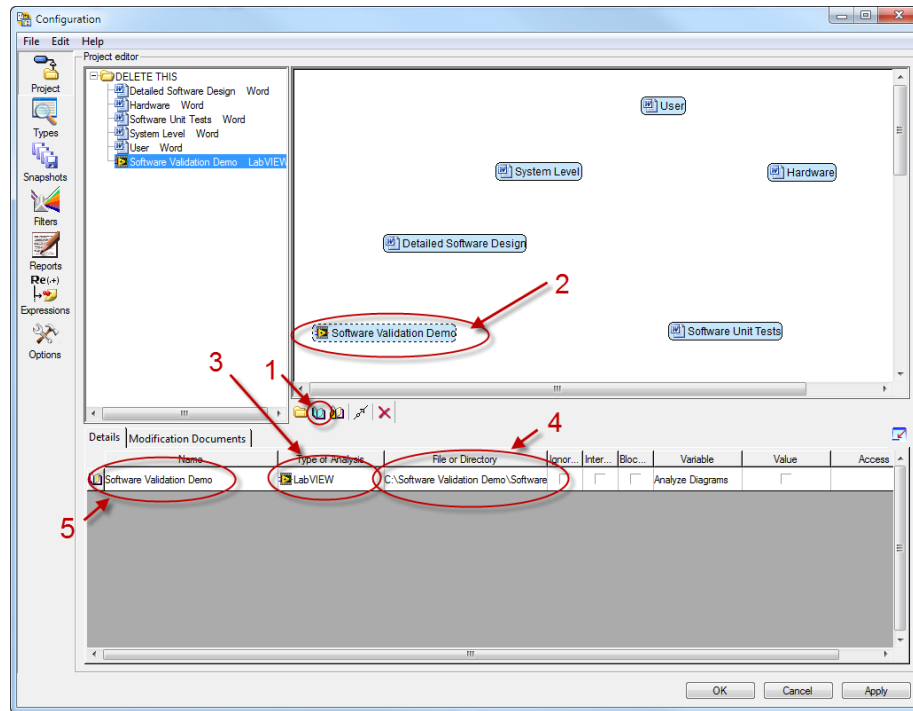 Configuration
File Edit Help
Project editor
Project
Types
Snapshots
Filters
Reports
Re(.+)
Expressions
Options
DELETE THIS
Detailed Software Design Word
Hardware Word
Software Unit Tests Word
System Level Word
User Word
Software Validation Demo LabVIEW
User
System Level
Hardware
Detailed Software Design
2
Software Validation Demo
Software Unit Tests
3
1
4
Details Modification Documents
Name Type of Analysis File or Directory Ignor... Inter... Bloc... Variable Value Access
Software Validation Demo LabVIEW C:\Software Validation Demo\Software Analyze Diagrams
5
OK Cancel Apply